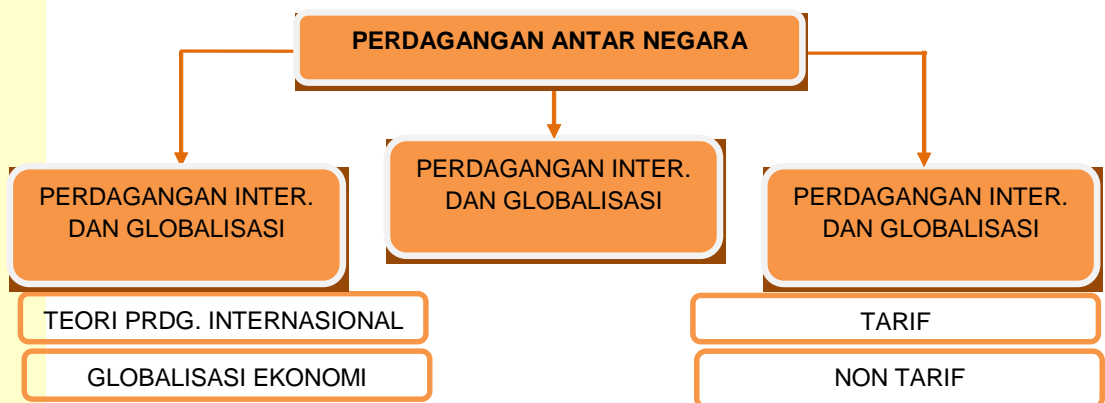 PERDAGANGAN ANTAR NEGARA
PERDAGANGAN INTER.
DAN GLOBALISASI
PERDAGANGAN INTER.
DAN GLOBALISASI
PERDAGANGAN INTER.
DAN GLOBALISASI
TEORI PRDG. INTERNASIONAL
GLOBALISASI EKONOMI
TARIF
NON TARIF